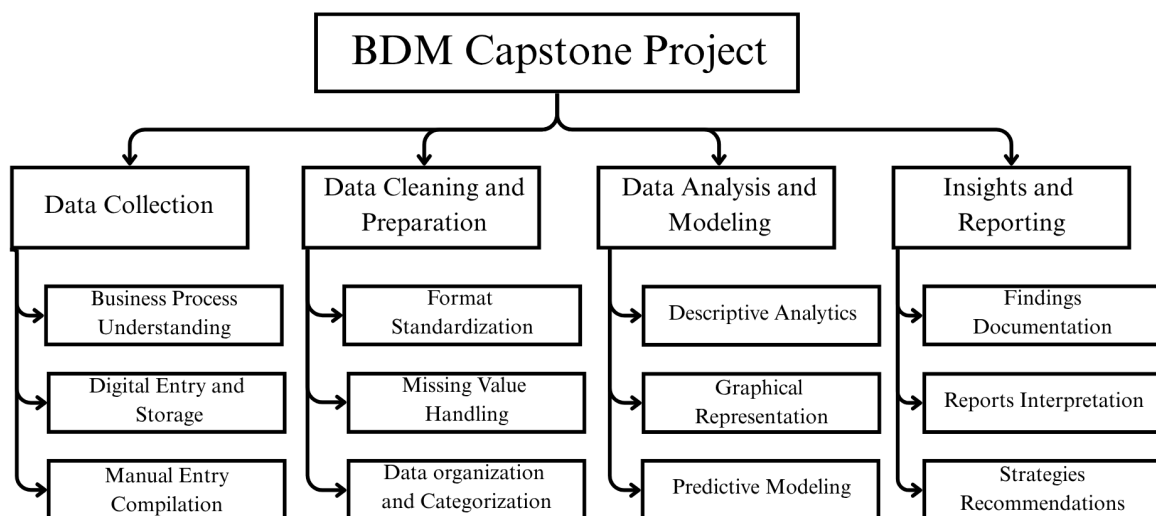 BDM Capstone Project
Data Collection
Data Cleaning and
Preparation
Data Analysis and
Modeling
Insights and
Reporting
Business Process
Understanding
Digital Entry and
Storage
Manual Entry
Compilation
Format
Standardization
Missing Value
Handling
Data organization
and Categorization
Descriptive Analytics
Graphical
Representation
Predictive Modeling
Findings
Documentation
Reports Interpretation
Strategies
Recommendations